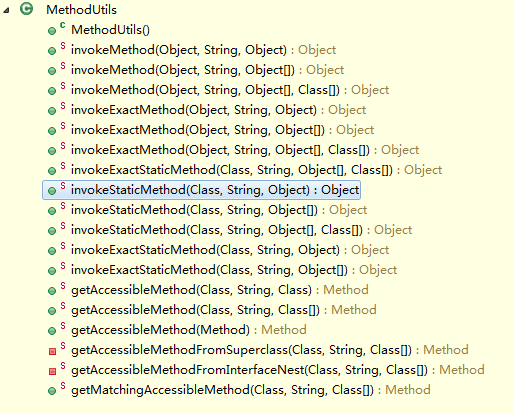 MethodUtils
MethodUtils()
invokeMethod(Object, String, Object) : Object
invokeMethod(Object, String, Object[]) : Object
invokeMethod(Object, String, Object[], Class[]) : Object
invokeExactMethod(Object, String, Object) : Object
invokeExactMethod(Object, String, Object[]) : Object
invokeExactMethod(Object, String, Object[], Class[]) : Object
invokeExactStaticMethod(Class, String, Object[], Class[]) : Object
invokeStaticMethod(Class, String, Object) : Object
invokeStaticMethod(Class, String, Object[]) : Object
invokeStaticMethod(Class, String, Object[], Class[]) : Object
invokeExactStaticMethod(Class, String, Object) : Object
invokeExactStaticMethod(Class, String, Object[]) : Object
getAccessibleMethod(Class, String, Class) : Method
getAccessibleMethod(Class, String, Class[]) : Method
getAccessibleMethod(Method) : Method
getAccessibleMethodFromSuperclass(Class, String, Class[]) : Method
getAccessibleMethodFromInterfaceNest(Class, String, Class[]) : Method
getMatchingAccessibleMethod(Class, String, Class[]) : Method